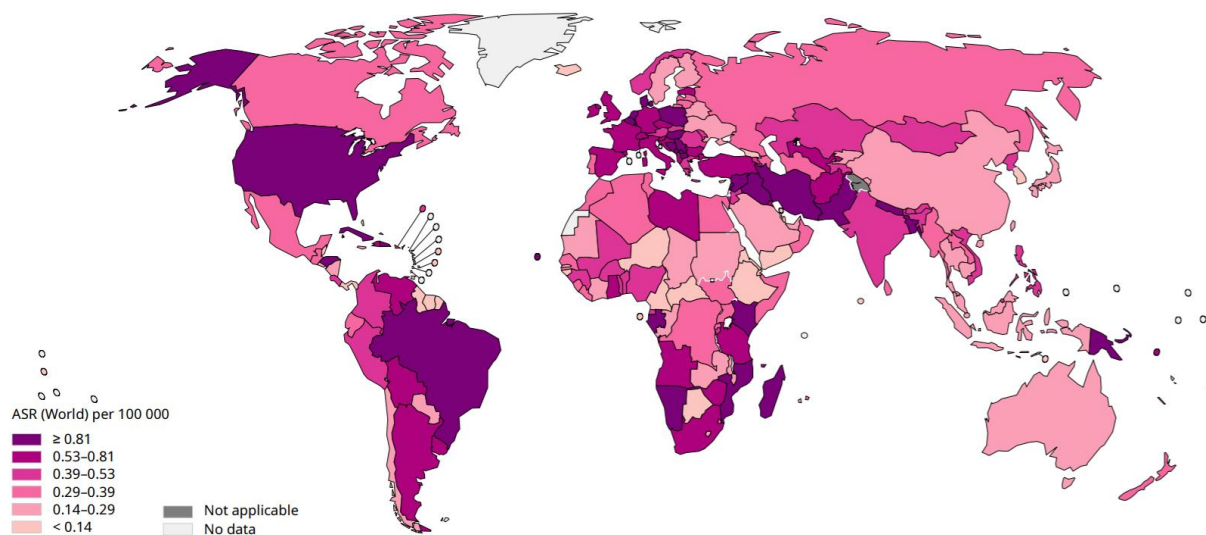 ASR (World) per 100 000
≥ 0.81
0.53–0.81
0.39–0.53
0.29–0.39
0.14–0.29
< 0.14
Not applicable
No data